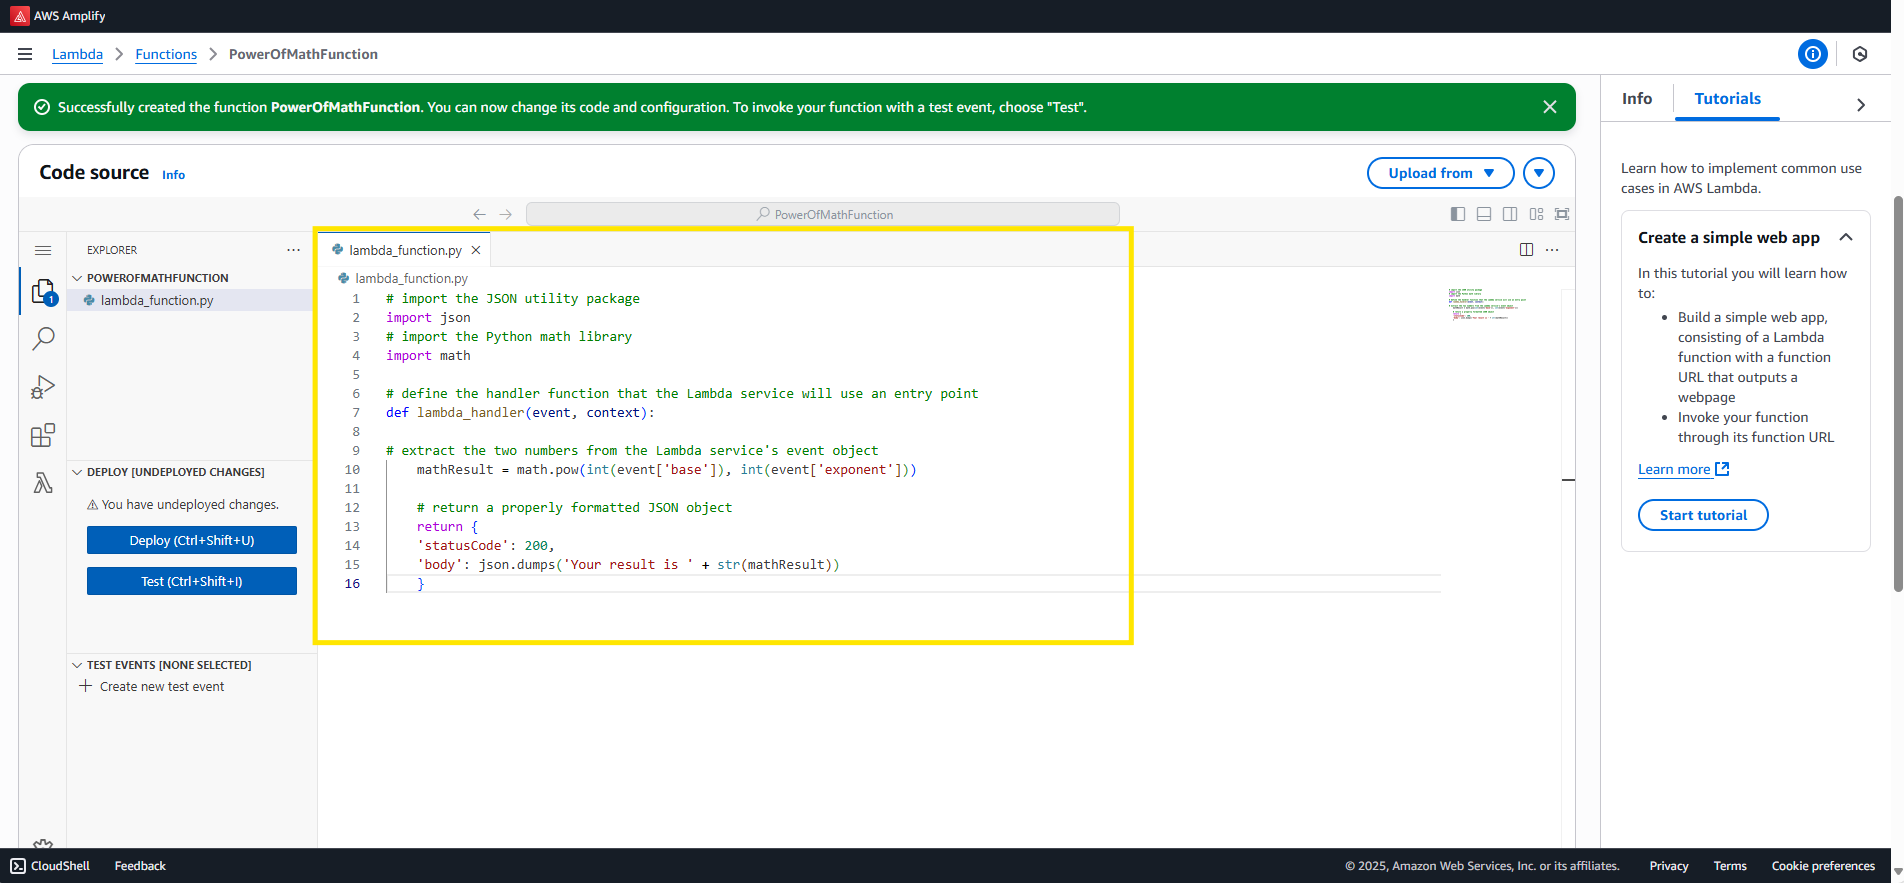 AWS Amplify
Lambda
Functions
PowerOfMathFunction
Successfully created the function PowerOfMathFunction. You can now change its code and configuration. To invoke your function with a test event, choose "Test".
Code source Info
Upload from
PowerOfMathFunction
EXPLORER
POWEROFMATHFUNCTION
lambda_function.py
1
DEPLOY [UNDEPLOYED CHANGES]
You have undeployed changes.
Deploy (Ctrl+Shift+U)
Test (Ctrl+Shift+I)
TEST EVENTS [NONE SELECTED]
Create new test event
lambda_function.py
lambda_function.py
1 # import the JSON utility package
2 import json
3 # import the Python math library
4 import math
5
6 # define the handler function that the Lambda service will use an entry point
7 def lambda_handler(event, context):
8
9 # extract the two numbers from the Lambda service's event object
10 mathResult = math.pow(int(event['base']), int(event['exponent']))
11
12 # return a properly formatted JSON object
13 return {
14 'statusCode': 200,
15 'body': json.dumps('Your result is ' + str(mathResult))
16 }
Info
Tutorials
Learn how to implement common use
cases in AWS Lambda.
Create a simple web app
In this tutorial you will learn how
to:
• Build a simple web app,
consisting of a Lambda
function with a function
URL that outputs a
webpage
• Invoke your function
through its function URL
Learn more
Start tutorial
CloudShell
Feedback
© 2025, Amazon Web Services, Inc. or its affiliates.
Privacy
Terms
Cookie preferences